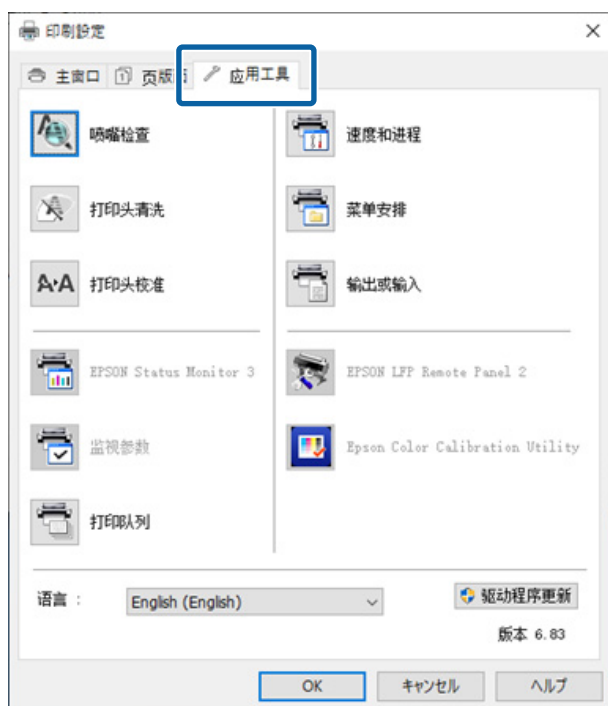 印刷設定
主窗口
页版
应用工具
喷嘴检查
速度和进程
打印头清洗
菜单安排
A·A
打印头校准
输出或输入
EPSON Status Monitor 3
EPSON LFP Remote Panel 2
监视参数
Epson Color Calibration Utility
打印队列
语言 :
English (English)
驱动程序更新
版本 6.83
OK
キャンセル
ヘルプ